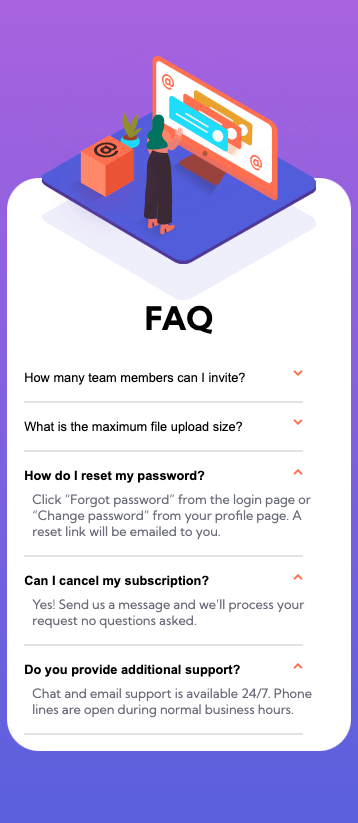 @
@
@
FAQ
How many team members can I invite?
What is the maximum file upload size?
How do I reset my password?
Click “Forgot password” from the login page or
“Change password” from your profile page. A
reset link will be emailed to you.
Can I cancel my subscription?
Yes! Send us a message and we’ll process your
request no questions asked.
Do you provide additional support?
Chat and email support is available 24/7. Phone
lines are open during normal business hours.